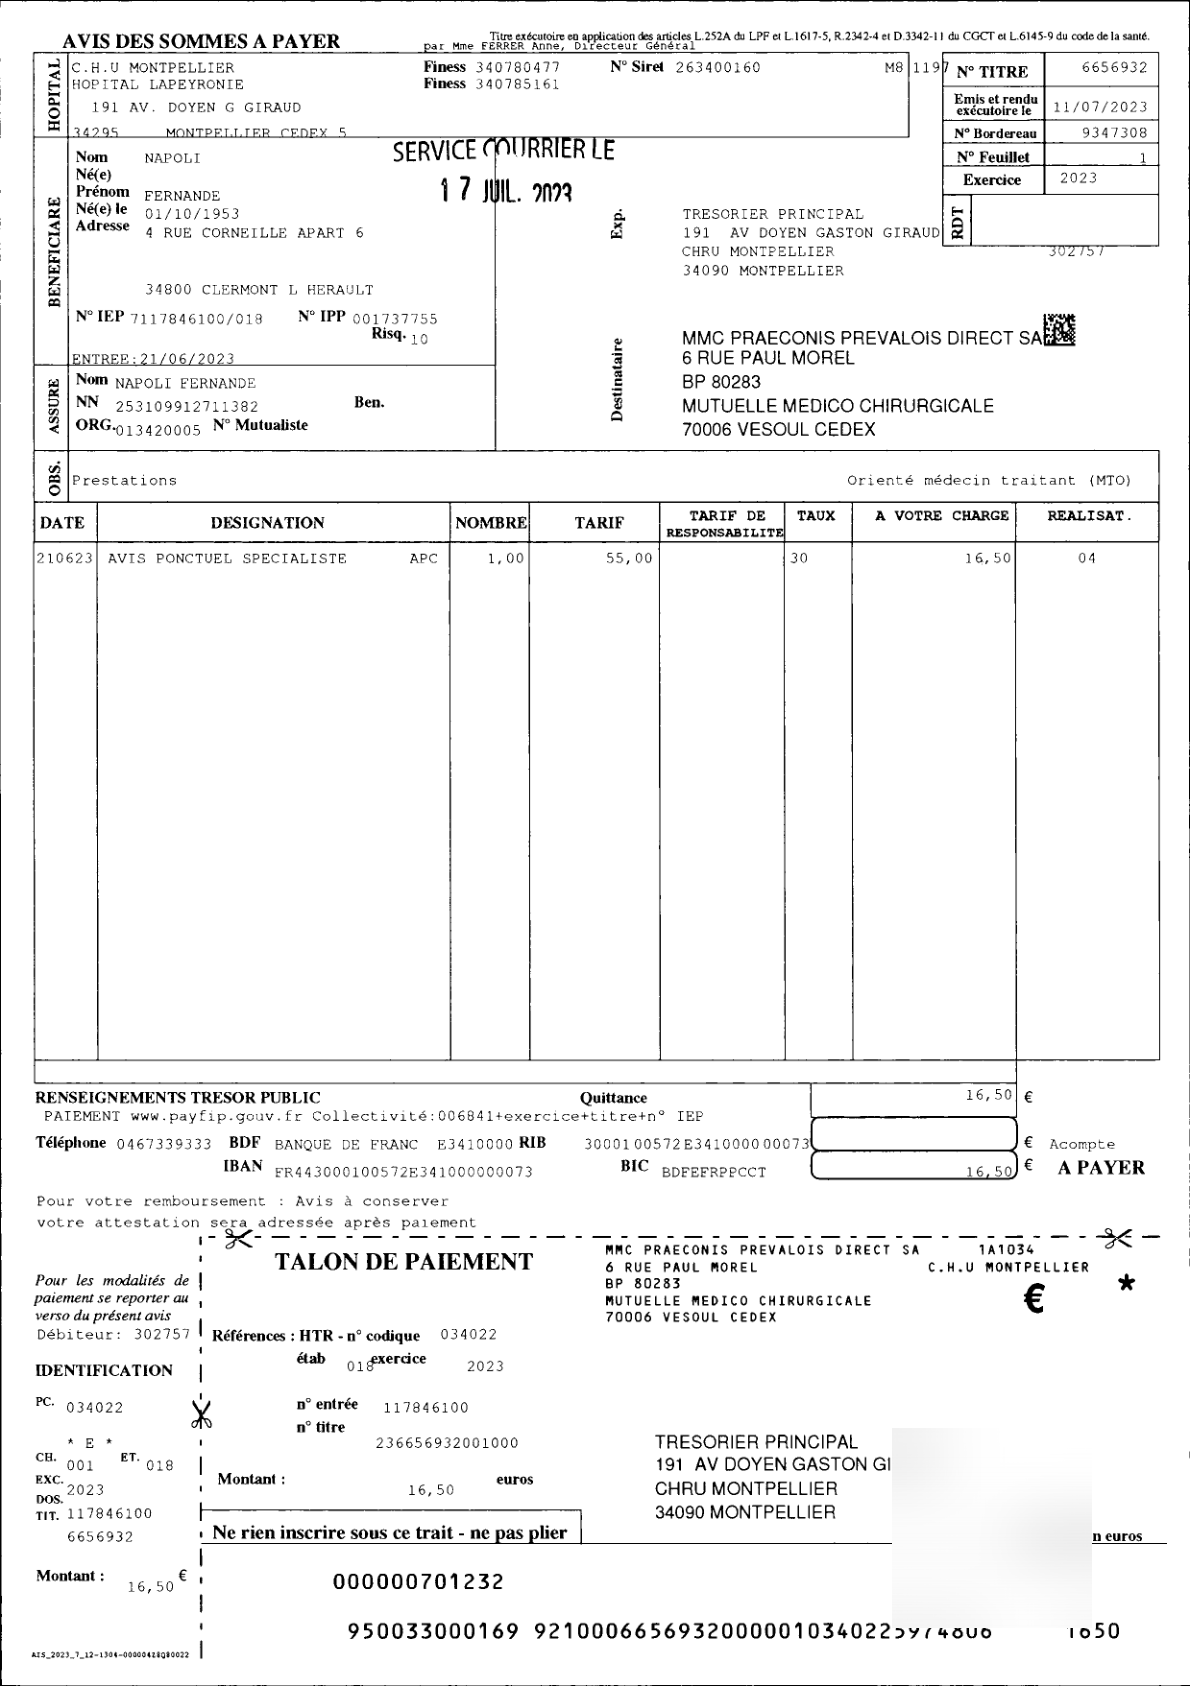 AVIS DES SOMMES A PAYER
Titre exécutoire en application des articles L.252A du LPF et L.1617-5, R.2342-4 et D.3342-11 du CGCT et L.6145-9 du code de la santé.
par Mme FERRER Anne, Directeur Général
HOPITAL
C.H.U MONTPELLIER
HOPITAL LAPEYRONIE
191 AV. DOYEN G GIRAUD
34295 MONTPELLIER CEDEX 5
Finess 340780477
Finess 340785161
N° Siret 263400160
M8 1197
N° TITRE 6656932
Emis et rendu exécutoire le 11/07/2023
N° Bordereau 9347308
N° Feuillet 1
Exercice 2023
RDT
302757
SERVICE COURRIER LE
17 JUIL. 2023
BENEFICIAIRE
Nom NAPOLI
Né(e)
Prénom FERNANDE
Né(e) le 01/10/1953
Adresse 4 RUE CORNEILLE APART 6
34800 CLERMONT L HERAULT
N° IEP 7117846100/018 N° IPP 001737755
Risq. 10
ENTREE:21/06/2023
Exp.
TRESORIER PRINCIPAL
191 AV DOYEN GASTON GIRAUD
CHRU MONTPELLIER
34090 MONTPELLIER
Destinataire
MMC PRAECONIS PREVALOIS DIRECT SA
6 RUE PAUL MOREL
BP 80283
MUTUELLE MEDICO CHIRURGICALE
70006 VESOUL CEDEX
ASSURE
Nom NAPOLI FERNANDE
NN 253109912711382 Ben.
ORG.013420005 N° Mutualiste
OBS.
Prestations Orienté médecin traitant (MTO)
DATE DESIGNATION NOMBRE TARIF TARIF DE RESPONSABILITE TAUX A VOTRE CHARGE REALISAT.
210623 AVIS PONCTUEL SPECIALISTE APC 1,00 55,00 30 16,50 04
RENSEIGNEMENTS TRESOR PUBLIC Quittance 16,50 €
PAIEMENT www.payfip.gouv.fr Collectivité:006841+exercice+titre+n° IEP
Téléphone 0467339333 BDF BANQUE DE FRANC E3410000 RIB 3000100572E341000000073 € Acompte
IBAN FR443000100572E341000000073 BIC BDFEFRPPCCT 16,50 € A PAYER
Pour votre remboursement : Avis à conserver
votre attestation sera adressée après paiement
TALON DE PAIEMENT
MMC PRAECONIS PREVALOIS DIRECT SA 1A1034
6 RUE PAUL MOREL C.H.U MONTPELLIER
BP 80283
MUTUELLE MEDICO CHIRURGICALE
70006 VESOUL CEDEX
€ *
Pour les modalités de
paiement se reporter au
verso du présent avis
Débiteur: 302757
Références : HTR - n° codique 034022
étab 018 exercice 2023
n° entrée 117846100
n° titre
236656932001000
Montant : 16,50 euros
IDENTIFICATION
PC. 034022
* E *
CH. 001 ET. 018
EXC. 2023
DOS.
TIT. 117846100
6656932
Montant : 16,50 €
TRESORIER PRINCIPAL
191 AV DOYEN GASTON GI
CHRU MONTPELLIER
34090 MONTPELLIER
Ne rien inscrire sous ce trait - ne pas plier
n euros
000000701232
950033000169 92100066569320000010340225974806 1650
AIS_2023_7_12-1304-00000428Q80022